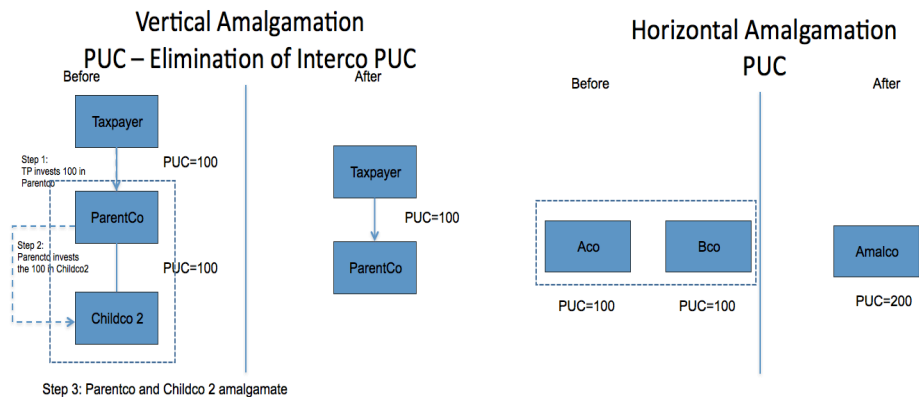 Vertical Amalgamation
PUC – Elimination of Interco PUC
Before
After
Taxpayer
Step 1:
TP invests 100 in
Parentco
PUC=100
ParentCo
Step 2:
Parentco invests
the 100 in Childco2
PUC=100
Childco 2
Step 3: Parentco and Childco 2 amalgamate
Taxpayer
PUC=100
ParentCo
Horizontal Amalgamation
PUC
Before
After
Aco
Bco
PUC=100
PUC=100
Amalco
PUC=200